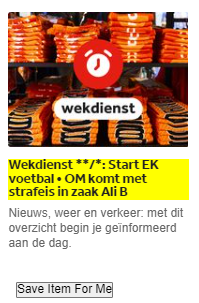 wekdienst
Wekdienst **/*: Start EK
voetbal • OM komt met
strafeis in zaak Ali B
Nieuws, weer en verkeer: met dit
overzicht begin je geïnformeerd
aan de dag.
Save Item For Me